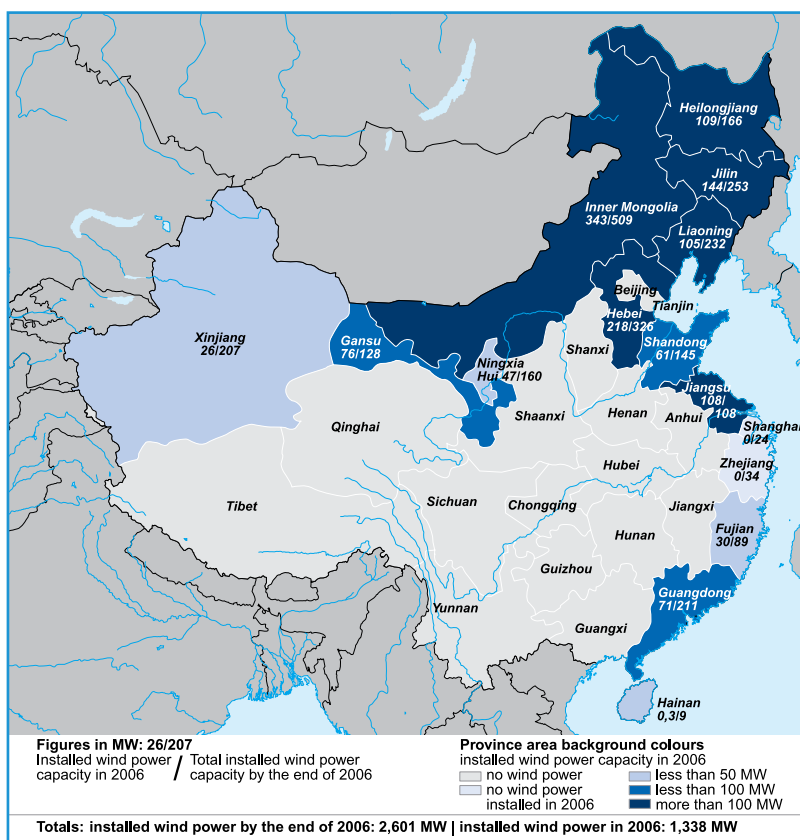 Heilongjiang
109/166
Jilin
144/253
Inner Mongolia
343/509
Liaoning
105/232
Beijing
Tianjin
Hebei
218/326
Xinjiang
26/207
Gansu
76/128
Shandong
61/145
Ningxia
Hui 47/160
Shanxi
Jiangsu
108/
108
Qinghai
Shaanxi
Henan
Anhui
Shanghai
0/24
Hubei
Zhejiang
0/34
Tibet
Sichuan
Chongqing
Jiangxi
Hunan
Fujian
30/89
Guizhou
Guangdong
71/211
Yunnan
Guangxi
Hainan
0,3/9
Figures in MW: 26/207
Installed wind power
capacity in 2006
/
Total installed wind power
capacity by the end of 2006
Province area background colours
installed wind power capacity in 2006
no wind power
no wind power
installed in 2006
less than 50 MW
less than 100 MW
more than 100 MW
Totals: installed wind power by the end of 2006: 2,601 MW | installed wind power in 2006: 1,338 MW